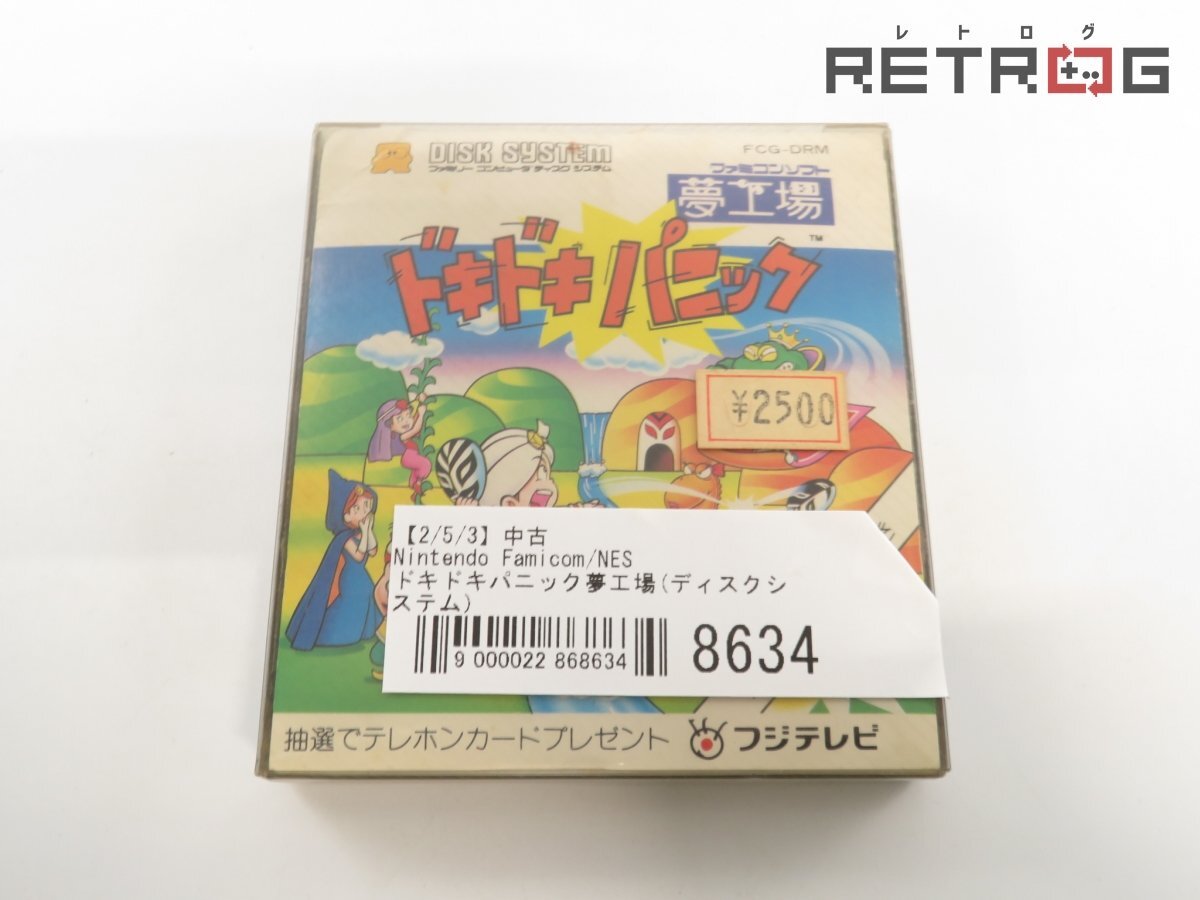 レトログ
RETROG
DISK SYSTEM
ファミリー コンピュータ ディスク システム
FCG-DRM
ファミコンソフト
夢工場
ドキドキパニック
TM
¥2500
【2/5/3】中古
Nintendo Famicom/NES
ドキドキパニック夢工場(ディスクシ
ステム)
9 000022 868634
8634
抽選でテレホンカードプレゼント
フジテレビ